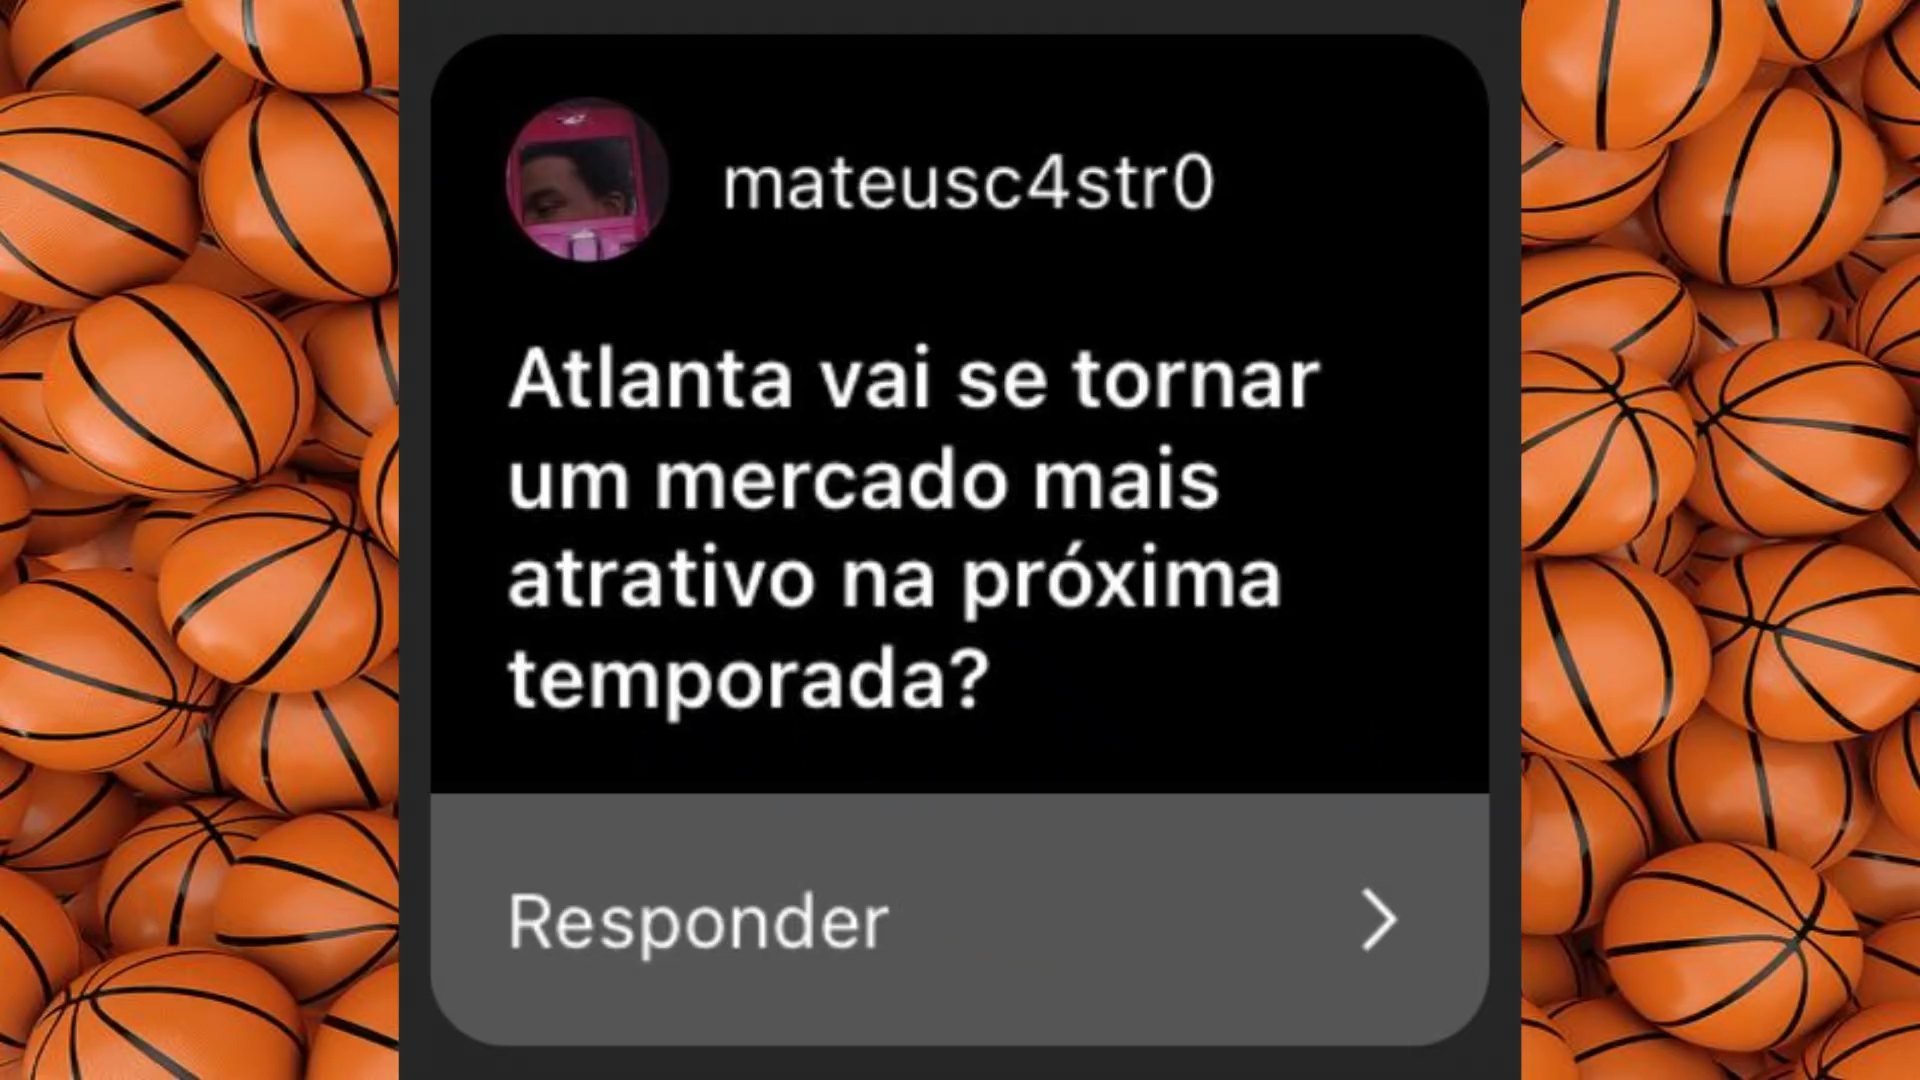 mateusc4str0
Atlanta vai se tornar
um mercado mais
atrativo na próxima
temporada?
Responder